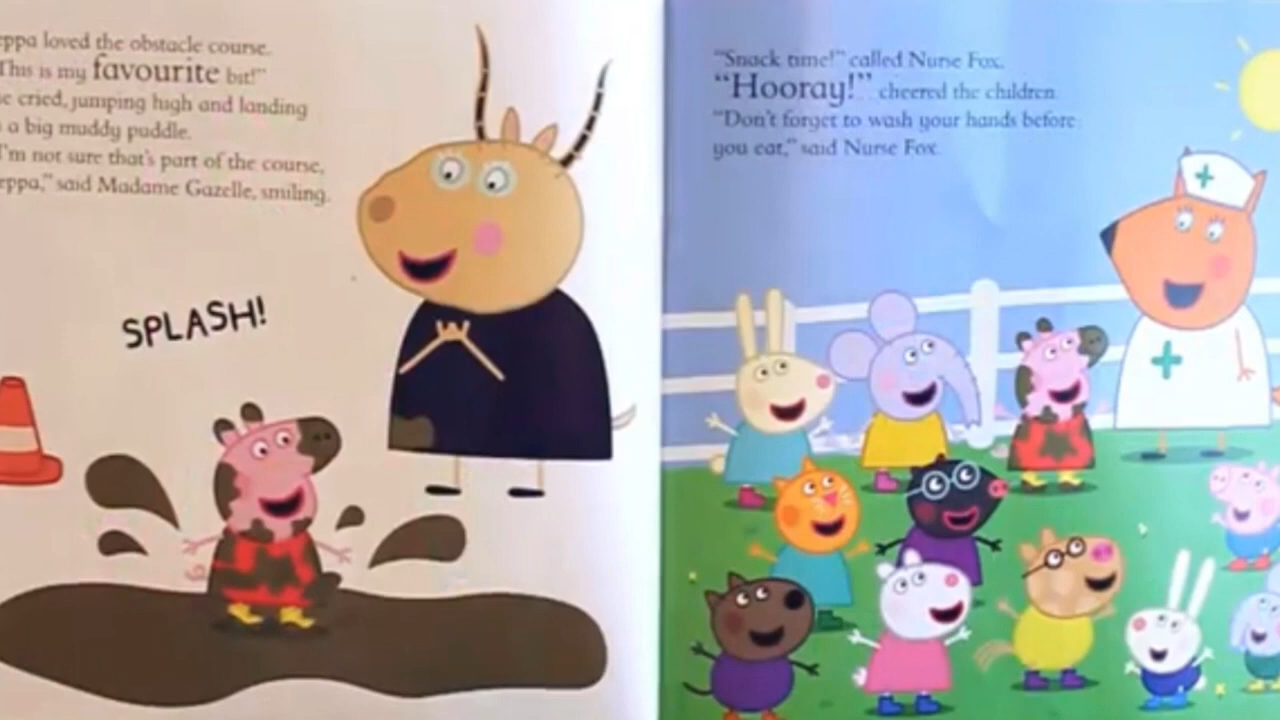 eppa loved the obstacle course.
This is my favourite bit!"
e cried, jumping high and landing
a big muddy puddle.
I'm not sure that's part of the course,
eppa," said Madame Gazelle, smiling.
SPLASH!
"Snack time!" called Nurse Fox.
"Hooray!" cheered the children.
"Don't forget to wash your hands before
you eat," said Nurse Fox.